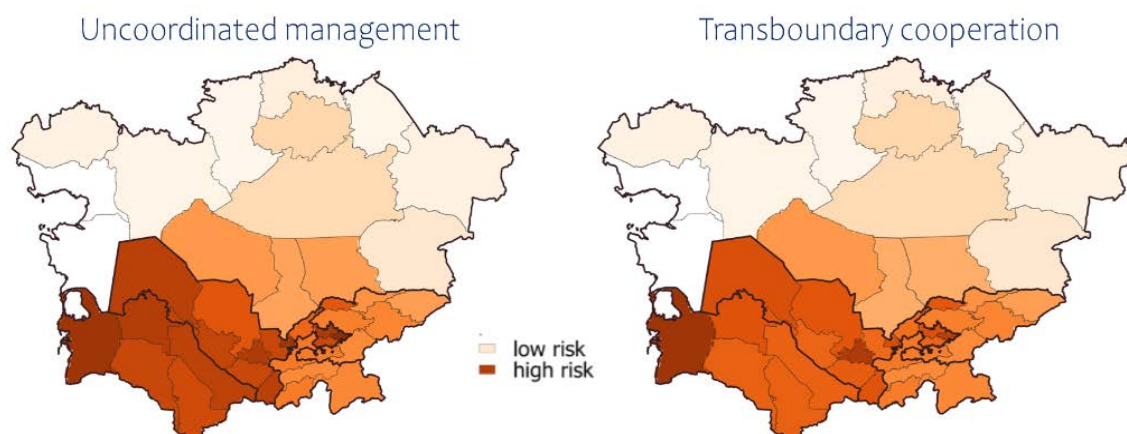 Uncoordinated management
Transboundary cooperation
low risk
high risk